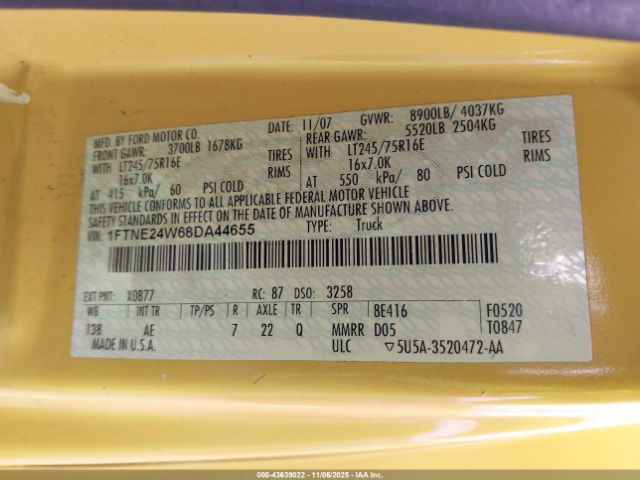 MFD. BY FORD MOTOR CO.
DATE: 11/07 GVWR: 8900LB/ 4037KG
FRONT GAWR: 3700LB 1678KG
REAR GAWR: 5520LB 2504KG
WITH LT245/75R16E TIRES
WITH LT245/75R16E TIRES
16x7.0K RIMS
16x7.0K RIMS
AT 415 kPa/ 60 PSI COLD
AT 550 kPa/ 80 PSI COLD
THIS VEHICLE CONFORMS TO ALL APPLICABLE FEDERAL MOTOR VEHICLE
SAFETY STANDARDS IN EFFECT ON THE DATE OF MANUFACTURE SHOWN ABOVE.
VIN: 1FTNE24W68DA44655
TYPE: Truck
EXT PNT: X0877 RC: 87 DSO: 3258
WB INT TR TP/PS R AXLE TR SPR 8E416 F0520
138 AE 7 22 Q MMRR D05 T0847
MADE IN U.S.A. ULC ▽5U5A-3520472-AA
000-43639022 - 11/06/2025 - IAA Inc.